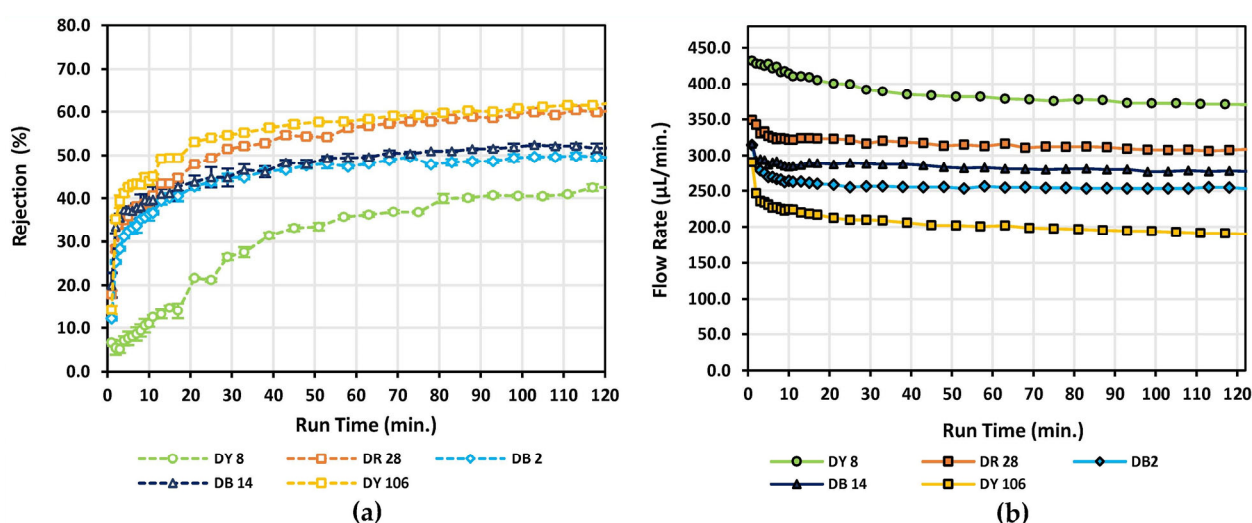 80.0
70.0
60.0
50.0
40.0
30.0
20.0
10.0
0.0
Rejection (%)
0 10 20 30 40 50 60 70 80 90 100 110 120
Run Time (min.)
DY 8 DR 28 DB 2
DB 14 DY 106
(a)
450.0
400.0
350.0
300.0
250.0
200.0
150.0
100.0
50.0
0.0
Flow Rate (µL/min.)
0 10 20 30 40 50 60 70 80 90 100 110 120
Run Time (min.)
DY 8 DR 28 DB2
DB 14 DY 106
(b)